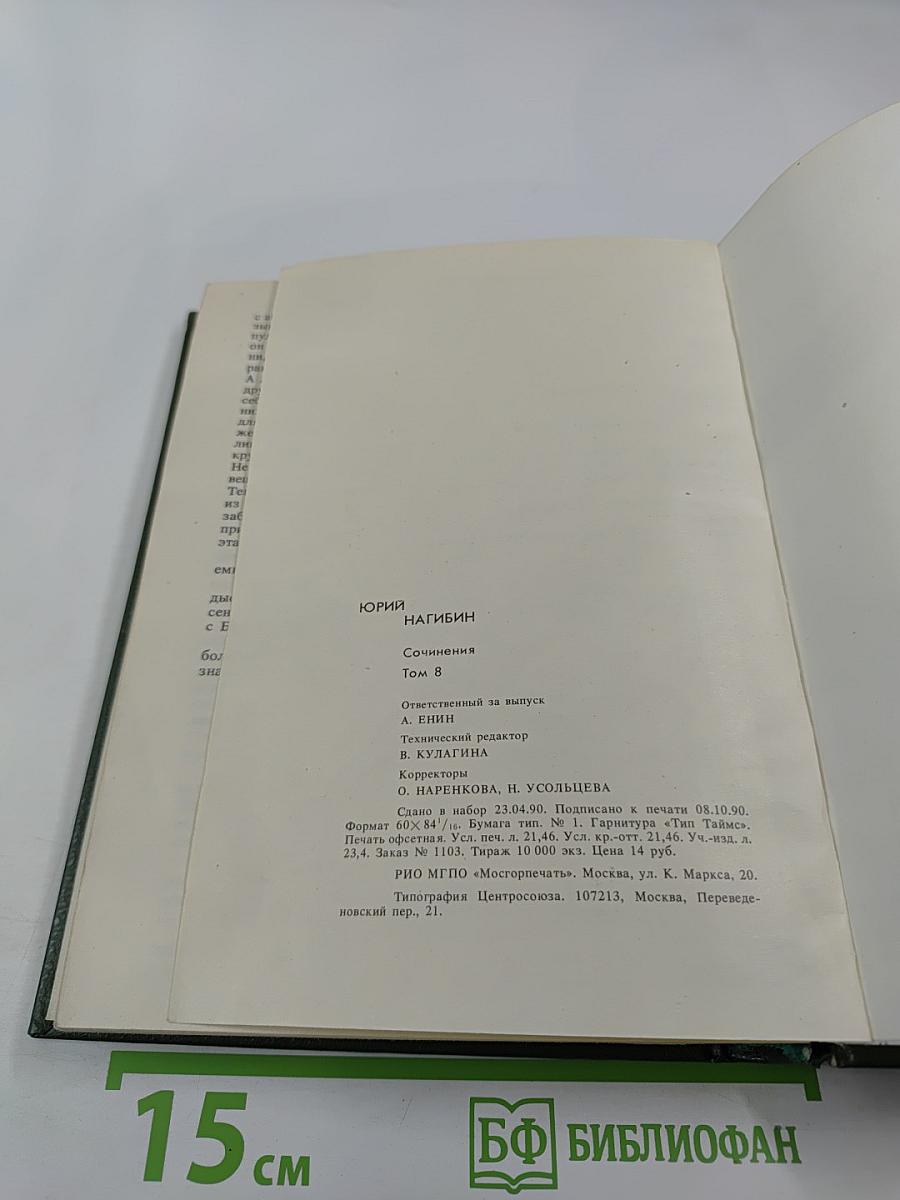 ЮРИЙ
НАГИБИН
Сочинения
Том 8
Ответственный за выпуск
А. ЕНИН
Технический редактор
В. КУЛАГИНА
Корректоры
О. НАРЕНКОВА, Н. УСОЛЬЦЕВА
Сдано в набор 23.04.90. Подписано к печати 08.10.90.
Формат 60×84¹/₁₆. Бумага тип. № 1. Гарнитура «Тип Таймс».
Печать офсетная. Усл. печ. л. 21,46. Усл. кр.-отт. 21,46. Уч.-изд. л.
23,4. Заказ № 1103. Тираж 10 000 экз. Цена 14 руб.
РИО МГПО «Мосгорпечать». Москва, ул. К. Маркса, 20.
Типография Центросоюза. 107213, Москва, Переведе-
новский пер., 21.
15 см
БФ БИБЛИОФАН